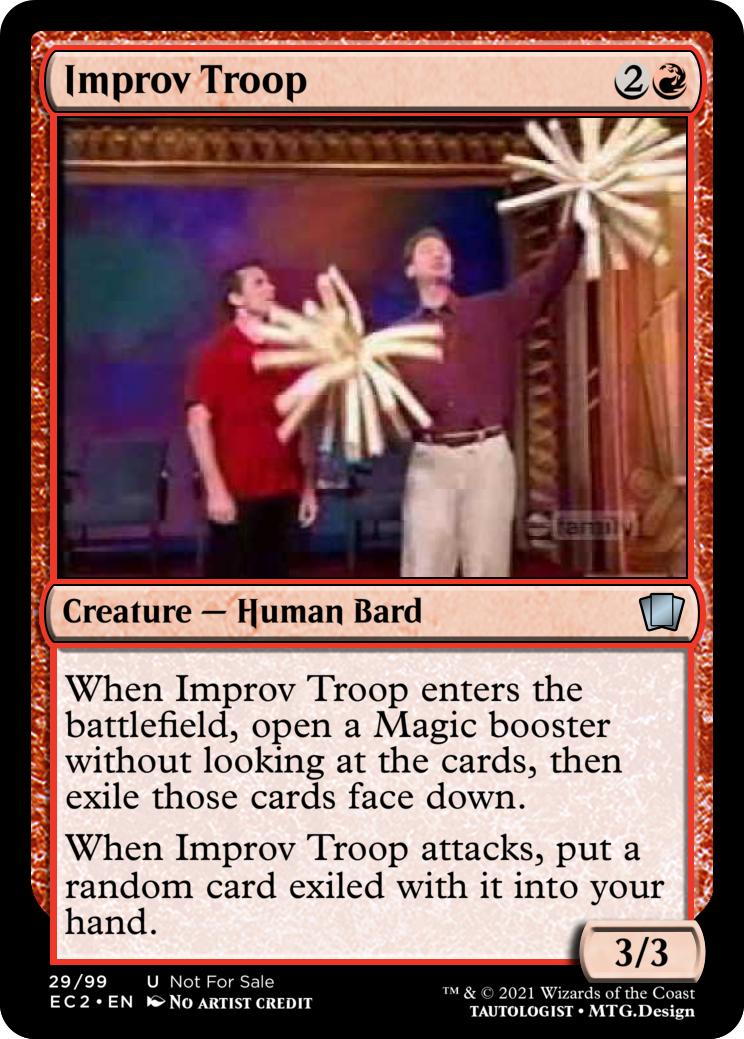 Improv Troop 2
family
Creature — Human Bard
When Improv Troop enters the
battlefield, open a Magic booster
without looking at the cards, then
exile those cards face down.
When Improv Troop attacks, put a
random card exiled with it into your
hand.
3/3
29/99 U Not For Sale
EC2 • EN No artist credit
™ & © 2021 Wizards of the Coast
TAUTOLOGIST • MTG.Design